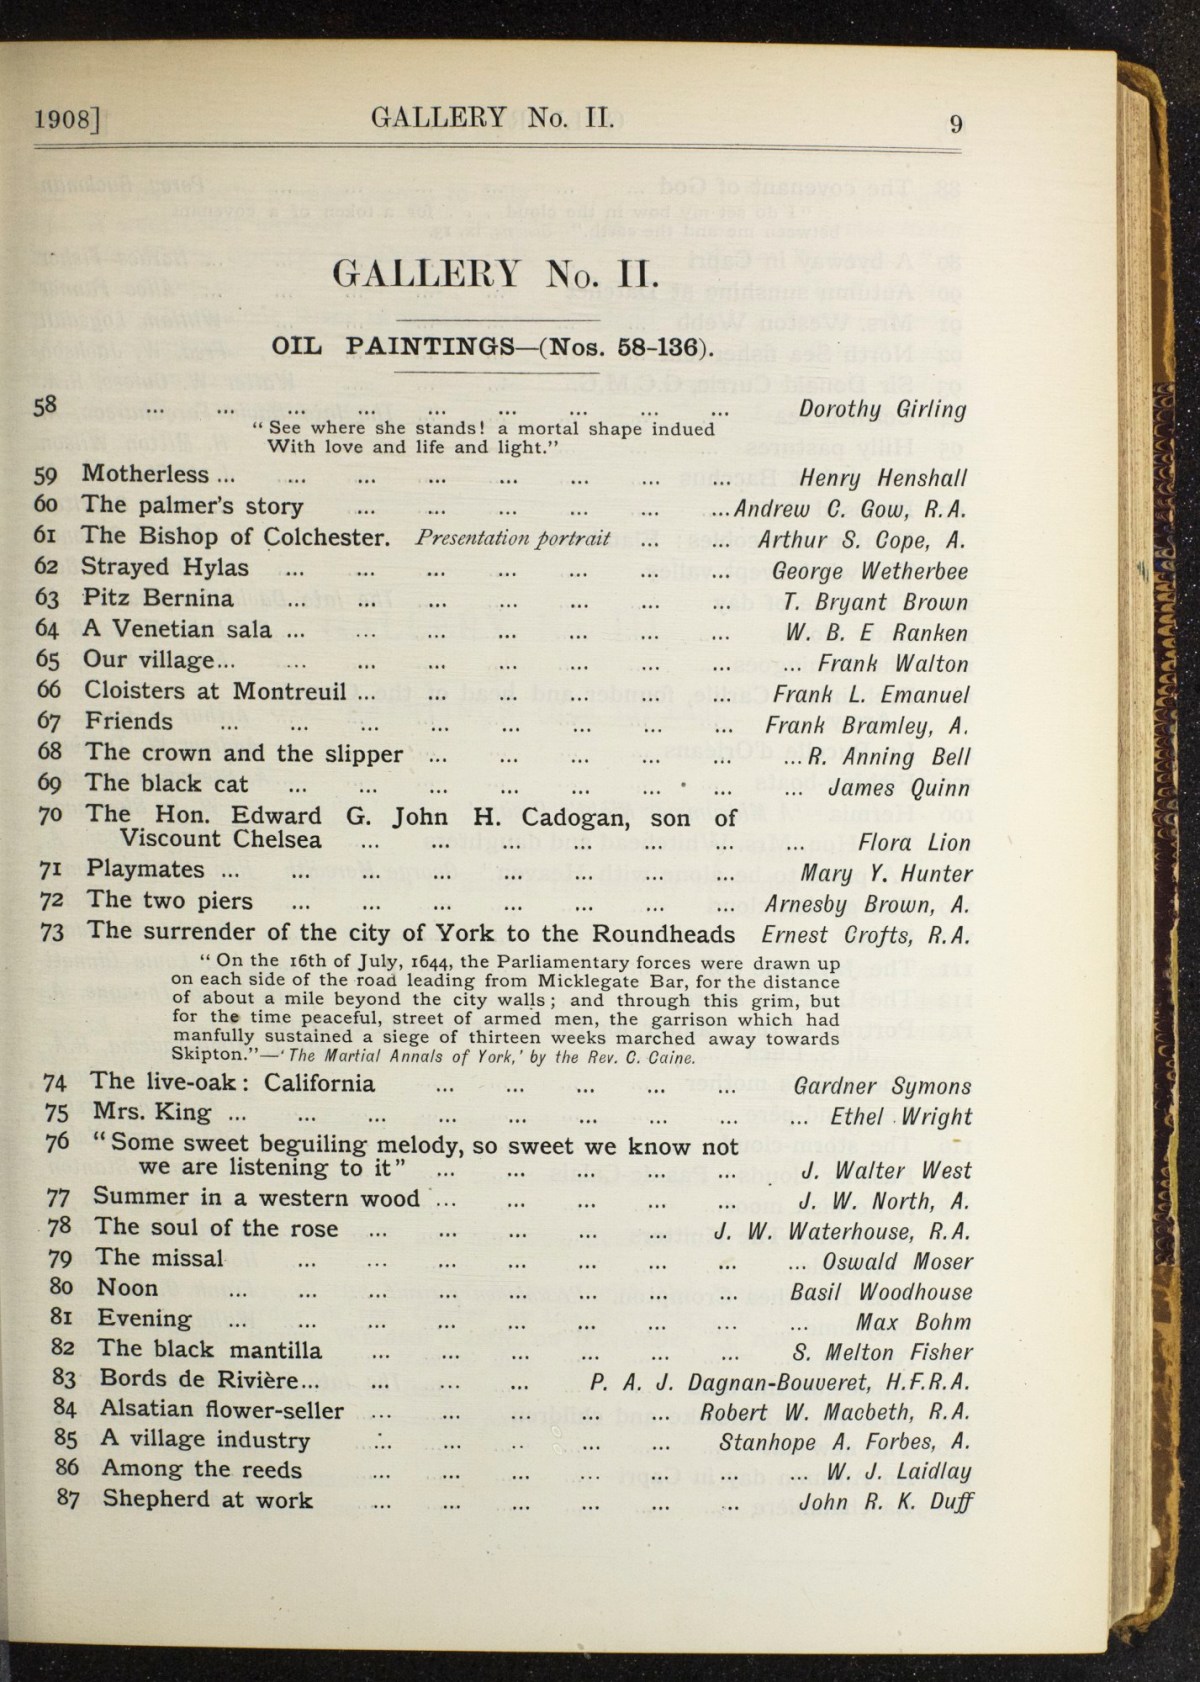 1908] GALLERY No. II. 9
GALLERY No. II.
OIL PAINTINGS—(Nos. 58-136).
58 ... ... ... ... ... ... ... ... ... Dorothy Girling
"See where she stands! a mortal shape indued
With love and life and light."
59 Motherless ... ... ... ... ... ... ... ... Henry Henshall
60 The palmer's story ... ... ... ... ... ... Andrew C. Gow, R.A.
61 The Bishop of Colchester. Presentation portrait ... ... Arthur S. Cope, A.
62 Strayed Hylas ... ... ... ... ... ... ... George Wetherbee
63 Pitz Bernina ... ... ... ... ... ... ... T. Bryant Brown
64 A Venetian sala ... ... ... ... ... ... ... W. B. E Ranken
65 Our village... ... ... ... ... ... ... ... ... Frank Walton
66 Cloisters at Montreuil ... ... ... ... ... ... Frank L. Emanuel
67 Friends ... ... ... ... ... ... ... ... Frank Bramley, A.
68 The crown and the slipper ... ... ... ... ... ...R. Anning Bell
69 The black cat ... ... ... ... ... ... ... ... James Quinn
70 The Hon. Edward G. John H. Cadogan, son of
Viscount Chelsea ... ... ... ... ... ... ... Flora Lion
71 Playmates ... ... ... ... ... ... ... ... Mary Y. Hunter
72 The two piers ... ... ... ... ... ... ... Arnesby Brown, A.
73 The surrender of the city of York to the Roundheads Ernest Crofts, R.A.
"On the 16th of July, 1644, the Parliamentary forces were drawn up
on each side of the road leading from Micklegate Bar, for the distance
of about a mile beyond the city walls; and through this grim, but
for the time peaceful, street of armed men, the garrison which had
manfully sustained a siege of thirteen weeks marched away towards
Skipton."—'The Martial Annals of York,' by the Rev. C. Caine.
74 The live-oak: California ... ... ... ... ... Gardner Symons
75 Mrs. King ... ... ... ... ... ... ... ... ... Ethel Wright
76 "Some sweet beguiling melody, so sweet we know not
we are listening to it" ... ... ... ... ... J. Walter West
77 Summer in a western wood ... ... ... ... ... J. W. North, A.
78 The soul of the rose ... ... ... ... ... J. W. Waterhouse, R.A.
79 The missal ... ... ... ... ... ... ... ... Oswald Moser
80 Noon ... ... ... ... ... ... ... ... Basil Woodhouse
81 Evening ... ... ... ... ... ... ... ... ... Max Bohm
82 The black mantilla ... ... ... ... ... ... S. Melton Fisher
83 Bords de Rivière... ... ... ... P. A. J. Dagnan-Bouveret, H.F.R.A.
84 Alsatian flower-seller ... ... ... ... ... Robert W. Macbeth, R.A.
85 A village industry ... ... ... ... ... Stanhope A. Forbes, A.
86 Among the reeds ... ... ... ... ... ... ... W. J. Laidlay
87 Shepherd at work ... ... ... ... ... ... John R. K. Duff